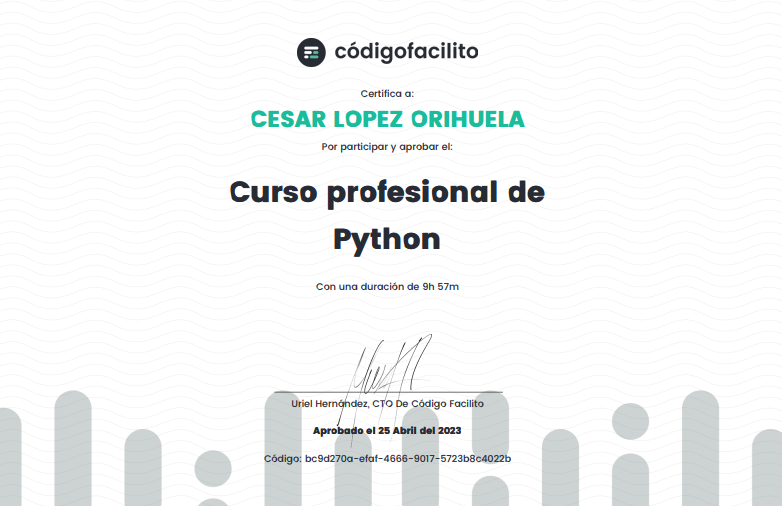 códigofacilito
Certifica a:
CESAR LOPEZ ORIHUELA
Por participar y aprobar el:
Curso profesional de
Python
Con una duración de 9h 57m
Uriel Hernández, CTO De Código Facilito
Aprobado el 25 Abril del 2023
Código: bc9d270a-efaf-4666-9017-5723b8c4022b